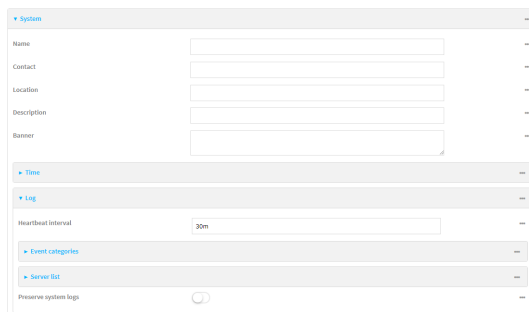 System
Name
Contact
Location
Description
Banner
Time
Log
Heartbeat interval
30m
Event categories
Server list
Preserve system logs